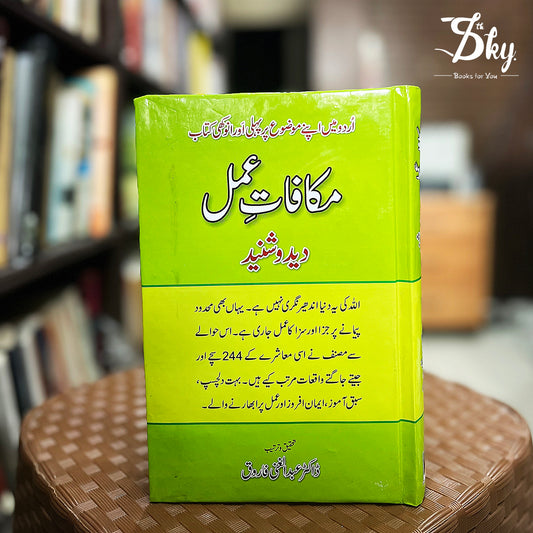 7th Sky
Books for You
اُردو میں اپنے موضوع پر پہلی اور انوکھی کتاب
مکافاتِ عمل
دید و شنید
اللہ کی یہ دنیا اندھیر نگری نہیں ہے۔ یہاں بھی محدود
پیمانے پر جزا اور سزا کا عمل جاری ہے۔ اس حوالے
سے مصنف نے اسی معاشرے کے 244 سچے اور
جیتے جاگتے واقعات مرتب کیے ہیں۔ بہت دلچسپ،
سبق آموز، ایمان افروز اور عمل پر ابھارنے والے۔
تحقیق و ترتیب
ڈاکٹر عبدالغنی فاروق